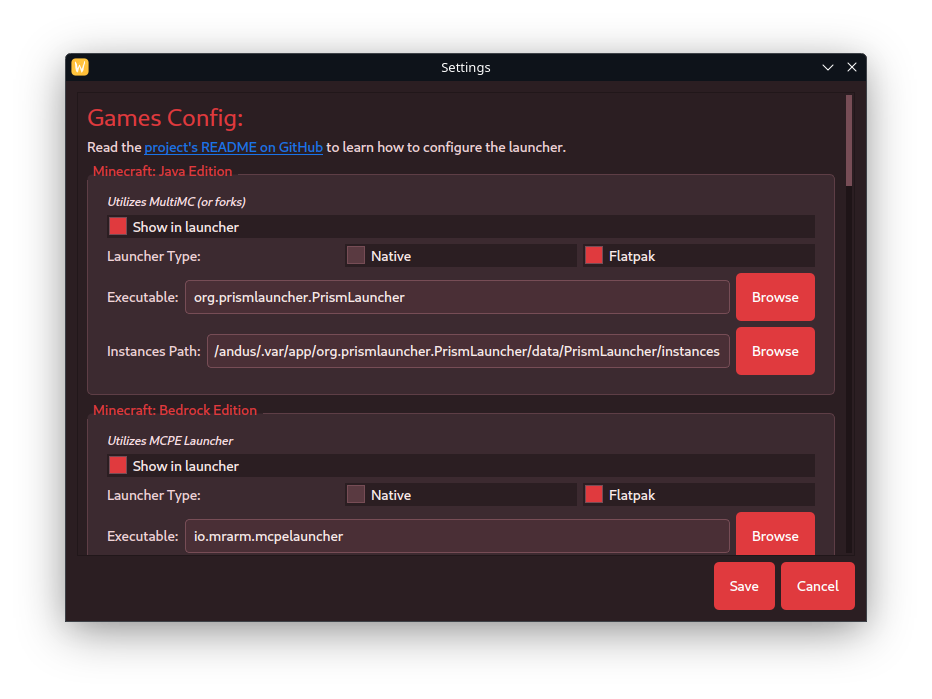 W
Settings
Games Config:
Read the project's README on GitHub to learn how to configure the launcher.
Minecraft: Java Edition
Utilizes MultiMC (or forks)
Show in launcher
Launcher Type: Native Flatpak
Executable: org.prismlauncher.PrismLauncher Browse
Instances Path: /andus/.var/app/org.prismlauncher.PrismLauncher/data/PrismLauncher/instances Browse
Minecraft: Bedrock Edition
Utilizes MCPE Launcher
Show in launcher
Launcher Type: Native Flatpak
Executable: io.mrarm.mcpelauncher Browse
Save Cancel